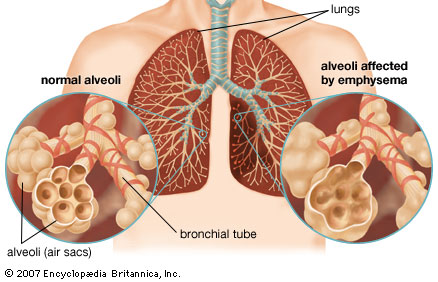 lungs
normal alveoli
alveoli affected
by emphysema
bronchial tube
alveoli (air sacs)
© 2007 Encyclopædia Britannica, Inc.